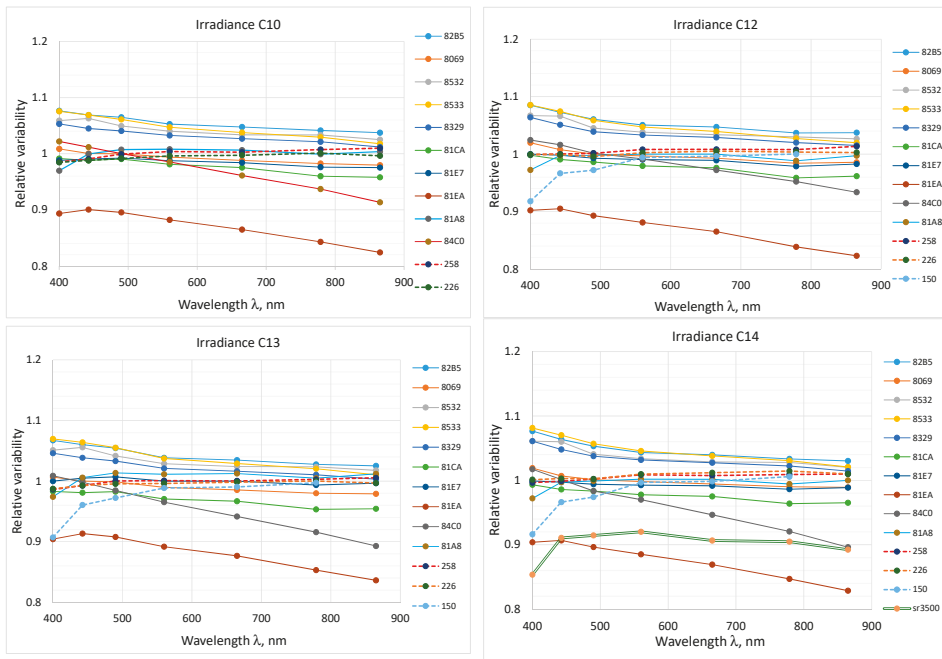 Irradiance C10
1.2
1.1
1
0.9
0.8
400 500 600 700 800 900
Relative variability
Wavelength λ, nm
82B5
8069
8532
8533
8329
81CA
81E7
81EA
81A8
84C0
258
226
Irradiance C12
1.2
1.1
1
0.9
0.8
400 500 600 700 800 900
Relative variability
Wavelength λ, nm
82B5
8069
8532
8533
8329
81CA
81E7
81EA
84C0
81A8
258
226
150
Irradiance C13
1.2
1.1
1
0.9
0.8
400 500 600 700 800 900
Relative variability
Wavelength λ, nm
82B5
8069
8532
8533
8329
81CA
81E7
81EA
84C0
81A8
258
226
150
Irradiance C14
1.2
1.1
1
0.9
0.8
400 500 600 700 800 900
Relative variability
Wavelength λ, nm
82B5
8069
8532
8533
8329
81CA
81E7
81EA
84C0
81A8
258
226
150
sr3500